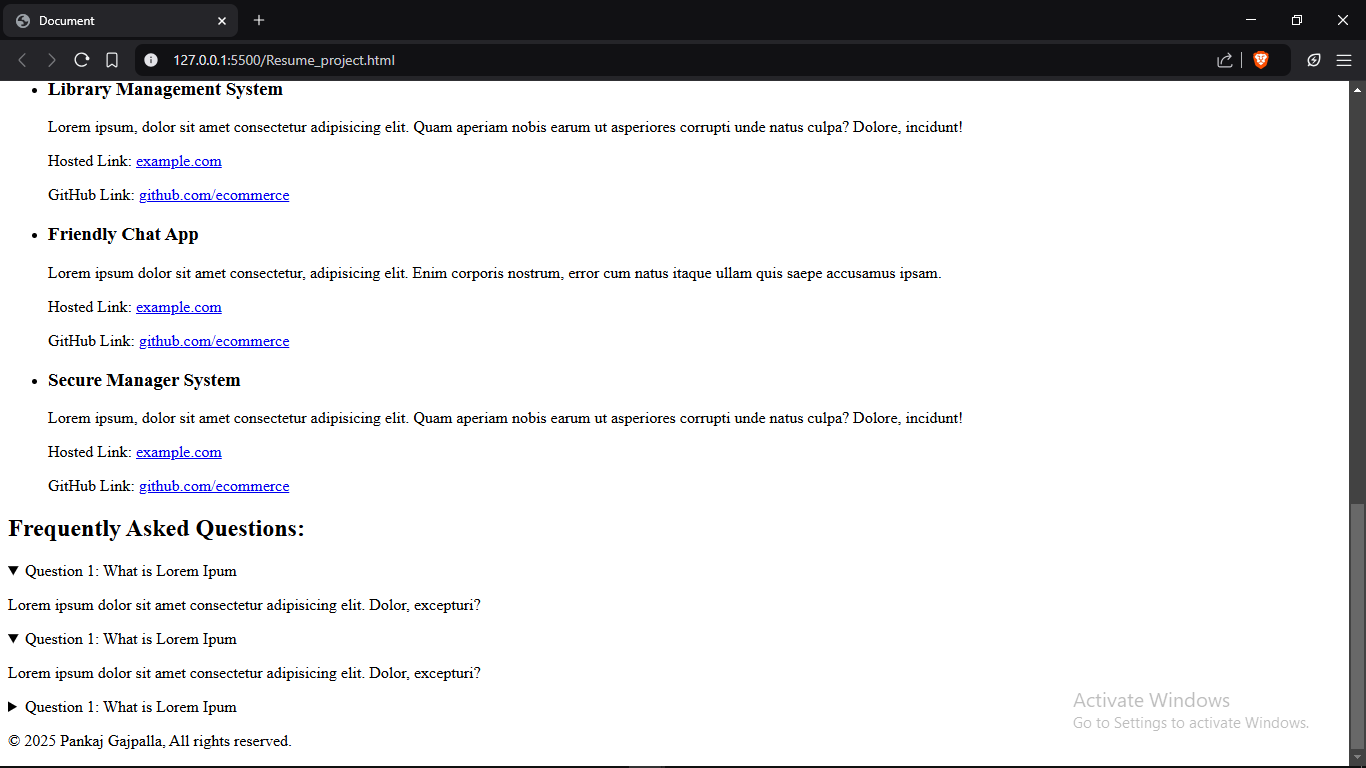 Document
127.0.0.1:5500/Resume_project.html
Library Management System
Lorem ipsum, dolor sit amet consectetur adipisicing elit. Quam aperiam nobis earum ut asperiores corrupti unde natus culpa? Dolore, incidunt!
Hosted Link: example.com
GitHub Link: github.com/ecommerce
Friendly Chat App
Lorem ipsum dolor sit amet consectetur, adipisicing elit. Enim corporis nostrum, error cum natus itaque ullam quis saepe accusamus ipsam.
Hosted Link: example.com
GitHub Link: github.com/ecommerce
Secure Manager System
Lorem ipsum, dolor sit amet consectetur adipisicing elit. Quam aperiam nobis earum ut asperiores corrupti unde natus culpa? Dolore, incidunt!
Hosted Link: example.com
GitHub Link: github.com/ecommerce
Frequently Asked Questions:
Question 1: What is Lorem Ipum
Lorem ipsum dolor sit amet consectetur adipisicing elit. Dolor, excepturi?
Question 1: What is Lorem Ipum
Lorem ipsum dolor sit amet consectetur adipisicing elit. Dolor, excepturi?
Question 1: What is Lorem Ipum
© 2025 Pankaj Gajpalla, All rights reserved.
Activate Windows
Go to Settings to activate Windows.